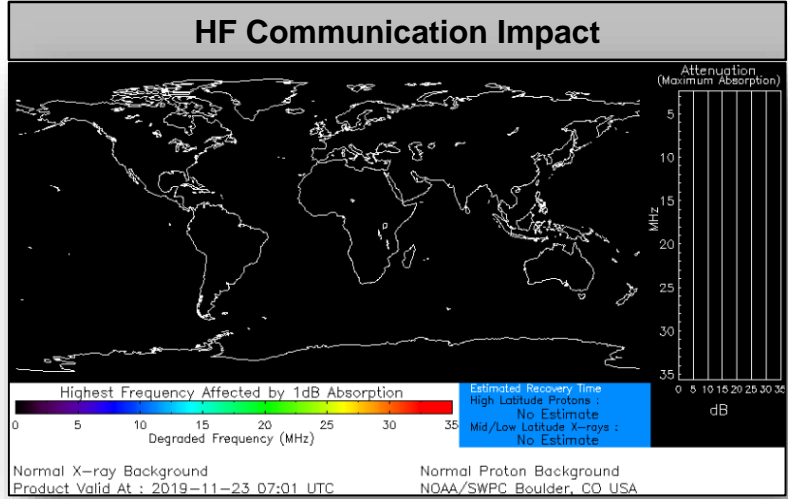 HF Communication Impact
Attenuation
(Maximum Absorption)
5
10
15
20
25
30
35
MHz
0 5 10 15 20 25 30 35
dB
Highest Frequency Affected by 1dB Absorption
0 5 10 15 20 25 30 35
Degraded Frequency (MHz)
Estimated Recovery Time
High Latitude Protons :
No Estimate
Mid/Low Latitude X-rays :
No Estimate
Normal X-ray Background
Normal Proton Background
Product Valid At : 2019-11-23 07:01 UTC
NOAA/SWPC Boulder, CO USA